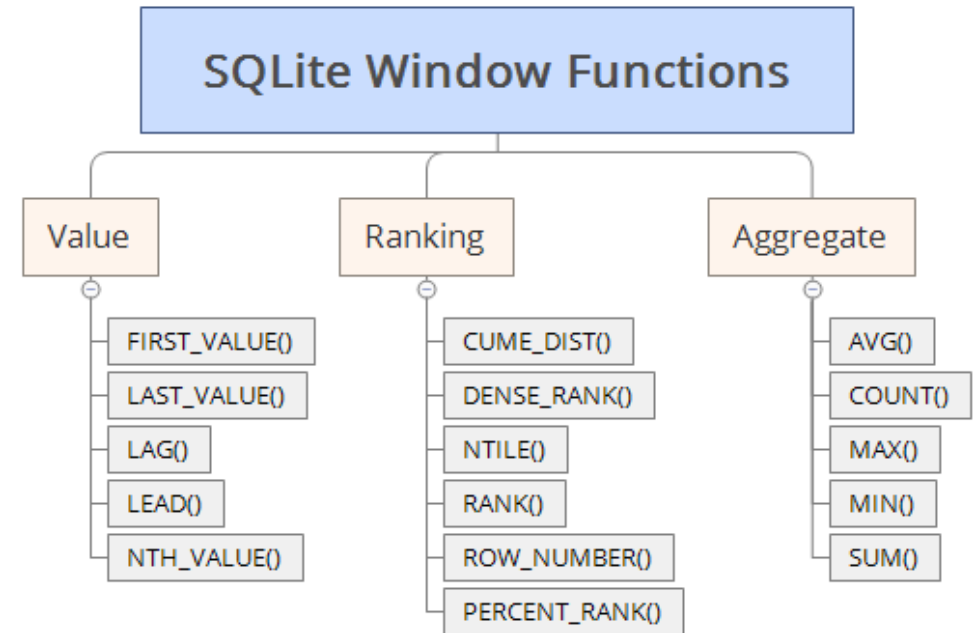 SQLite Window Functions
Value
FIRST_VALUE()
LAST_VALUE()
LAG()
LEAD()
NTH_VALUE()
Ranking
CUME_DIST()
DENSE_RANK()
NTILE()
RANK()
ROW_NUMBER()
PERCENT_RANK()
Aggregate
AVG()
COUNT()
MAX()
MIN()
SUM()